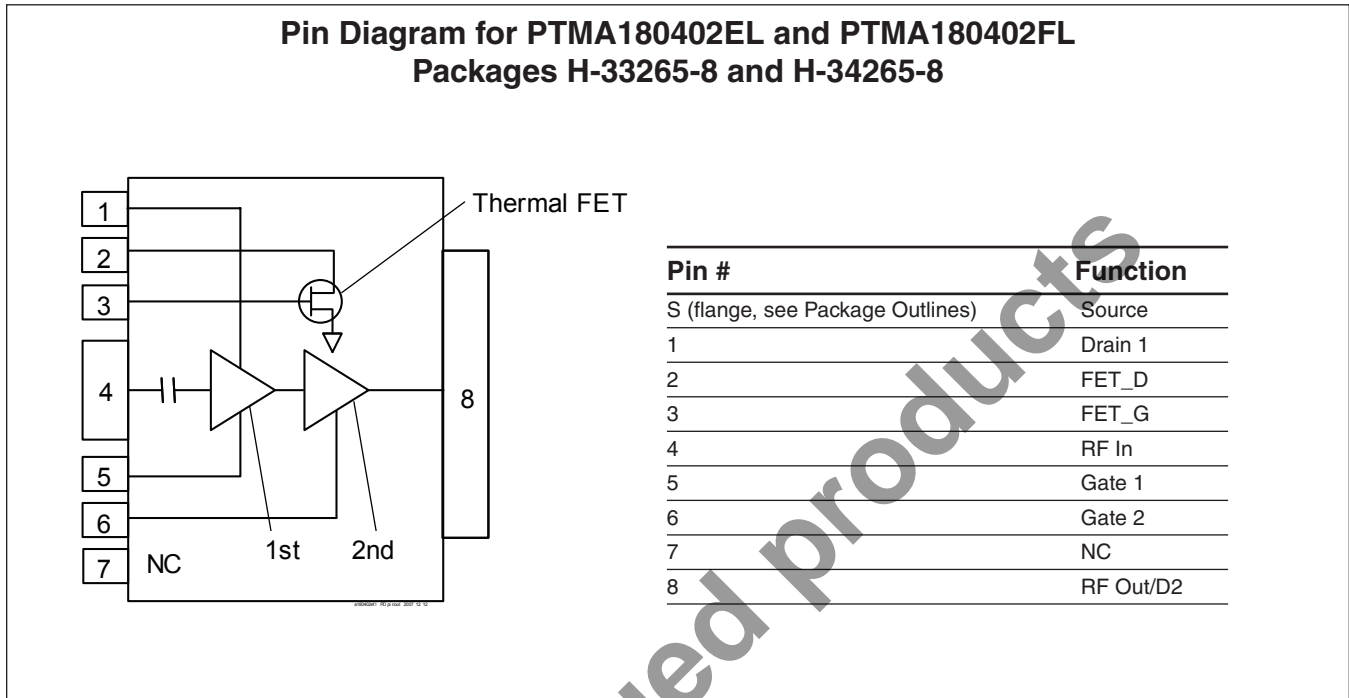 Pin Diagram for PTMA180402EL and PTMA180402FL
Packages H-33265-8 and H-34265-8
1
2
3
4
5
6
7
NC
1st
2nd
8
Thermal FET
Pin # Function
S (flange, see Package Outlines) Source
1 Drain 1
2 FET_D
3 FET_G
4 RF In
5 Gate 1
6 Gate 2
7 NC
8 RF Out/D2
ed products